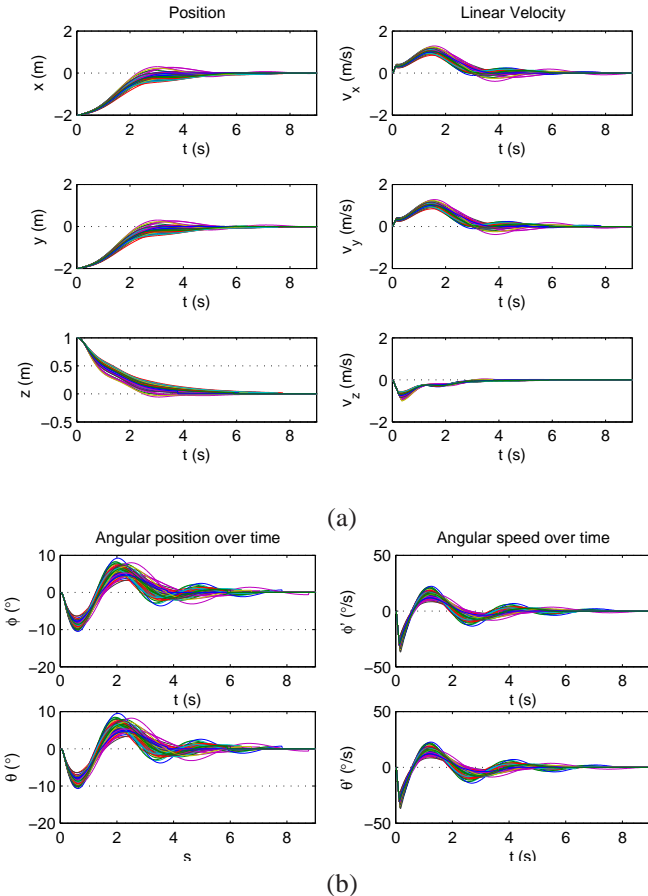 Position
Linear Velocity
2
0
−2
x (m)
0 2 4 6 8
t (s)
2
0
−2
v_x (m/s)
0 2 4 6 8
t (s)
2
0
−2
y (m)
0 2 4 6 8
t (s)
2
0
−2
v_y (m/s)
0 2 4 6 8
t (s)
1
0.5
0
−0.5
z (m)
0 2 4 6 8
t (s)
2
0
−2
v_z (m/s)
0 2 4 6 8
t (s)
(a)
Angular position over time
Angular speed over time
10
0
−10
−20
ϕ (°)
0 2 4 6 8
t (s)
50
0
−50
ϕ' (°/s)
0 2 4 6 8
t (s)
10
0
−10
−20
θ (°)
0 2 4 6 8
s
50
0
−50
θ' (°/s)
0 2 4 6 8
t (s)
(b)